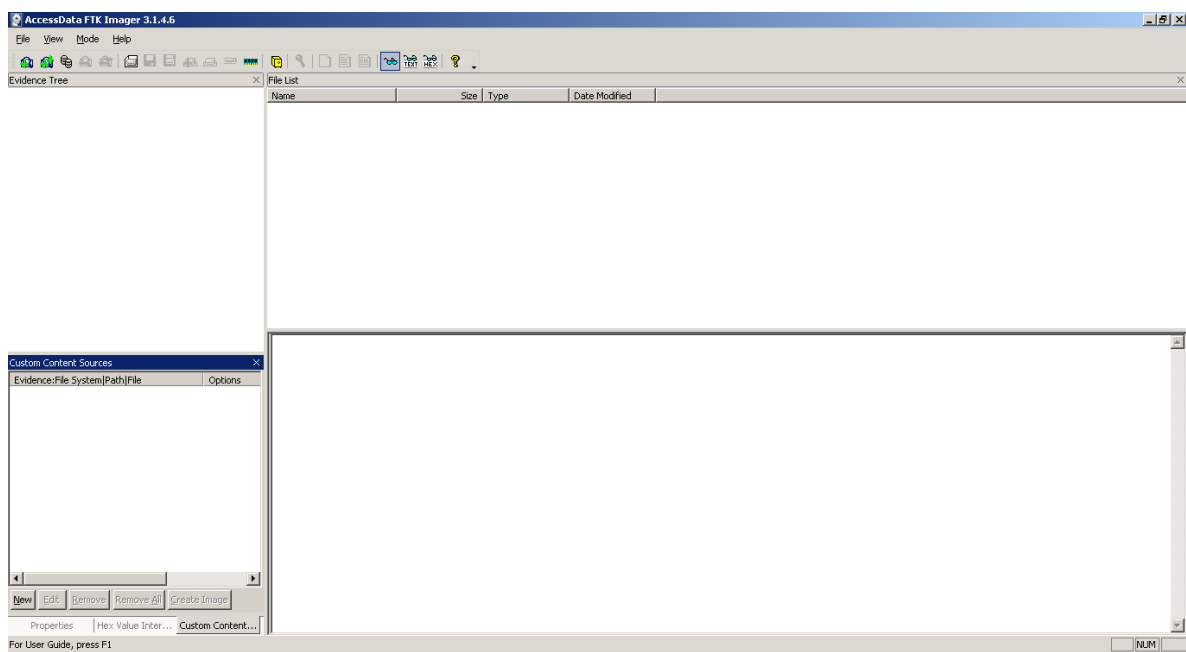 AccessData FTK Imager 3.1.4.6
File View Mode Help
TEXT HEX
Evidence Tree
File List
Name Size Type Date Modified
Custom Content Sources
Evidence:File System|Path|File Options
New Edit Remove Remove All Create Image
Properties Hex Value Inter... Custom Content...
For User Guide, press F1
NUM